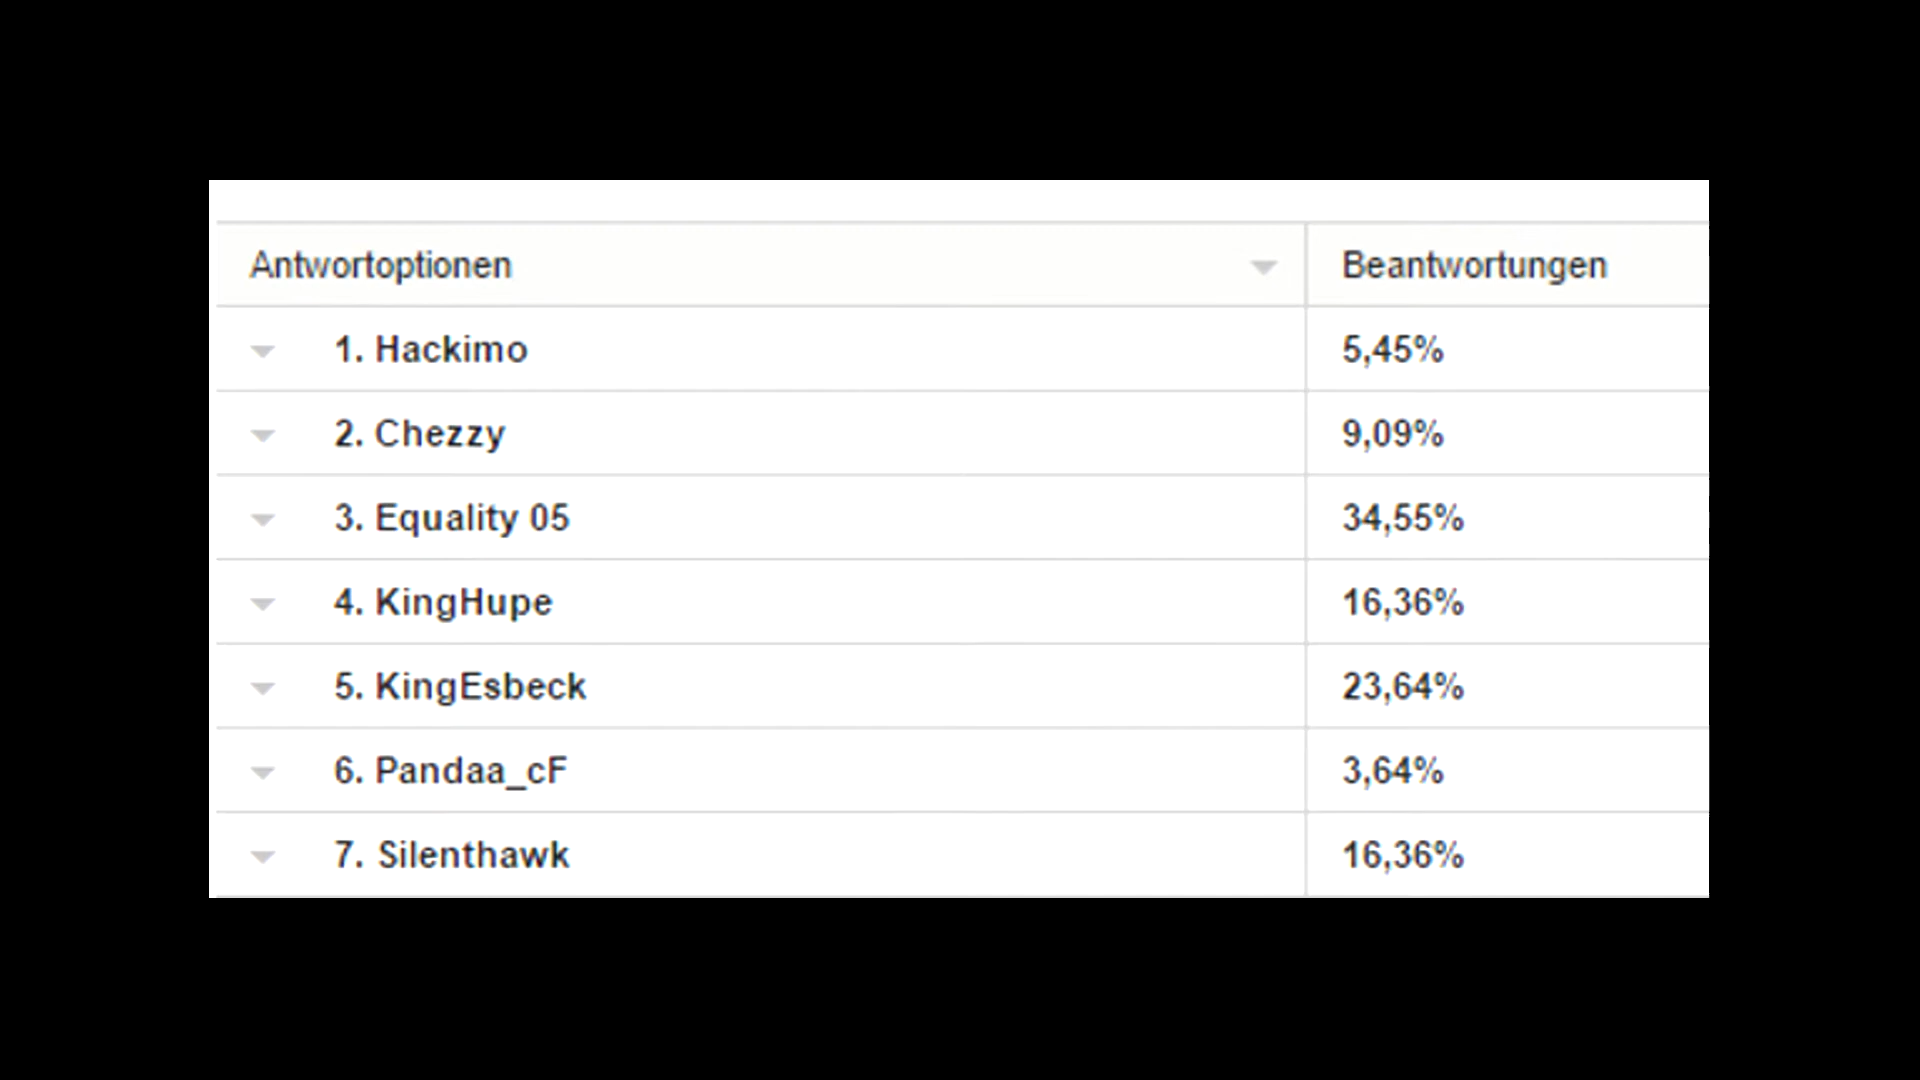 Antwortoptionen Beantwortungen
1. Hackimo 5,45%
2. Chezzy 9,09%
3. Equality 05 34,55%
4. KingHupe 16,36%
5. KingEsbeck 23,64%
6. Pandaa_cF 3,64%
7. Silenthawk 16,36%